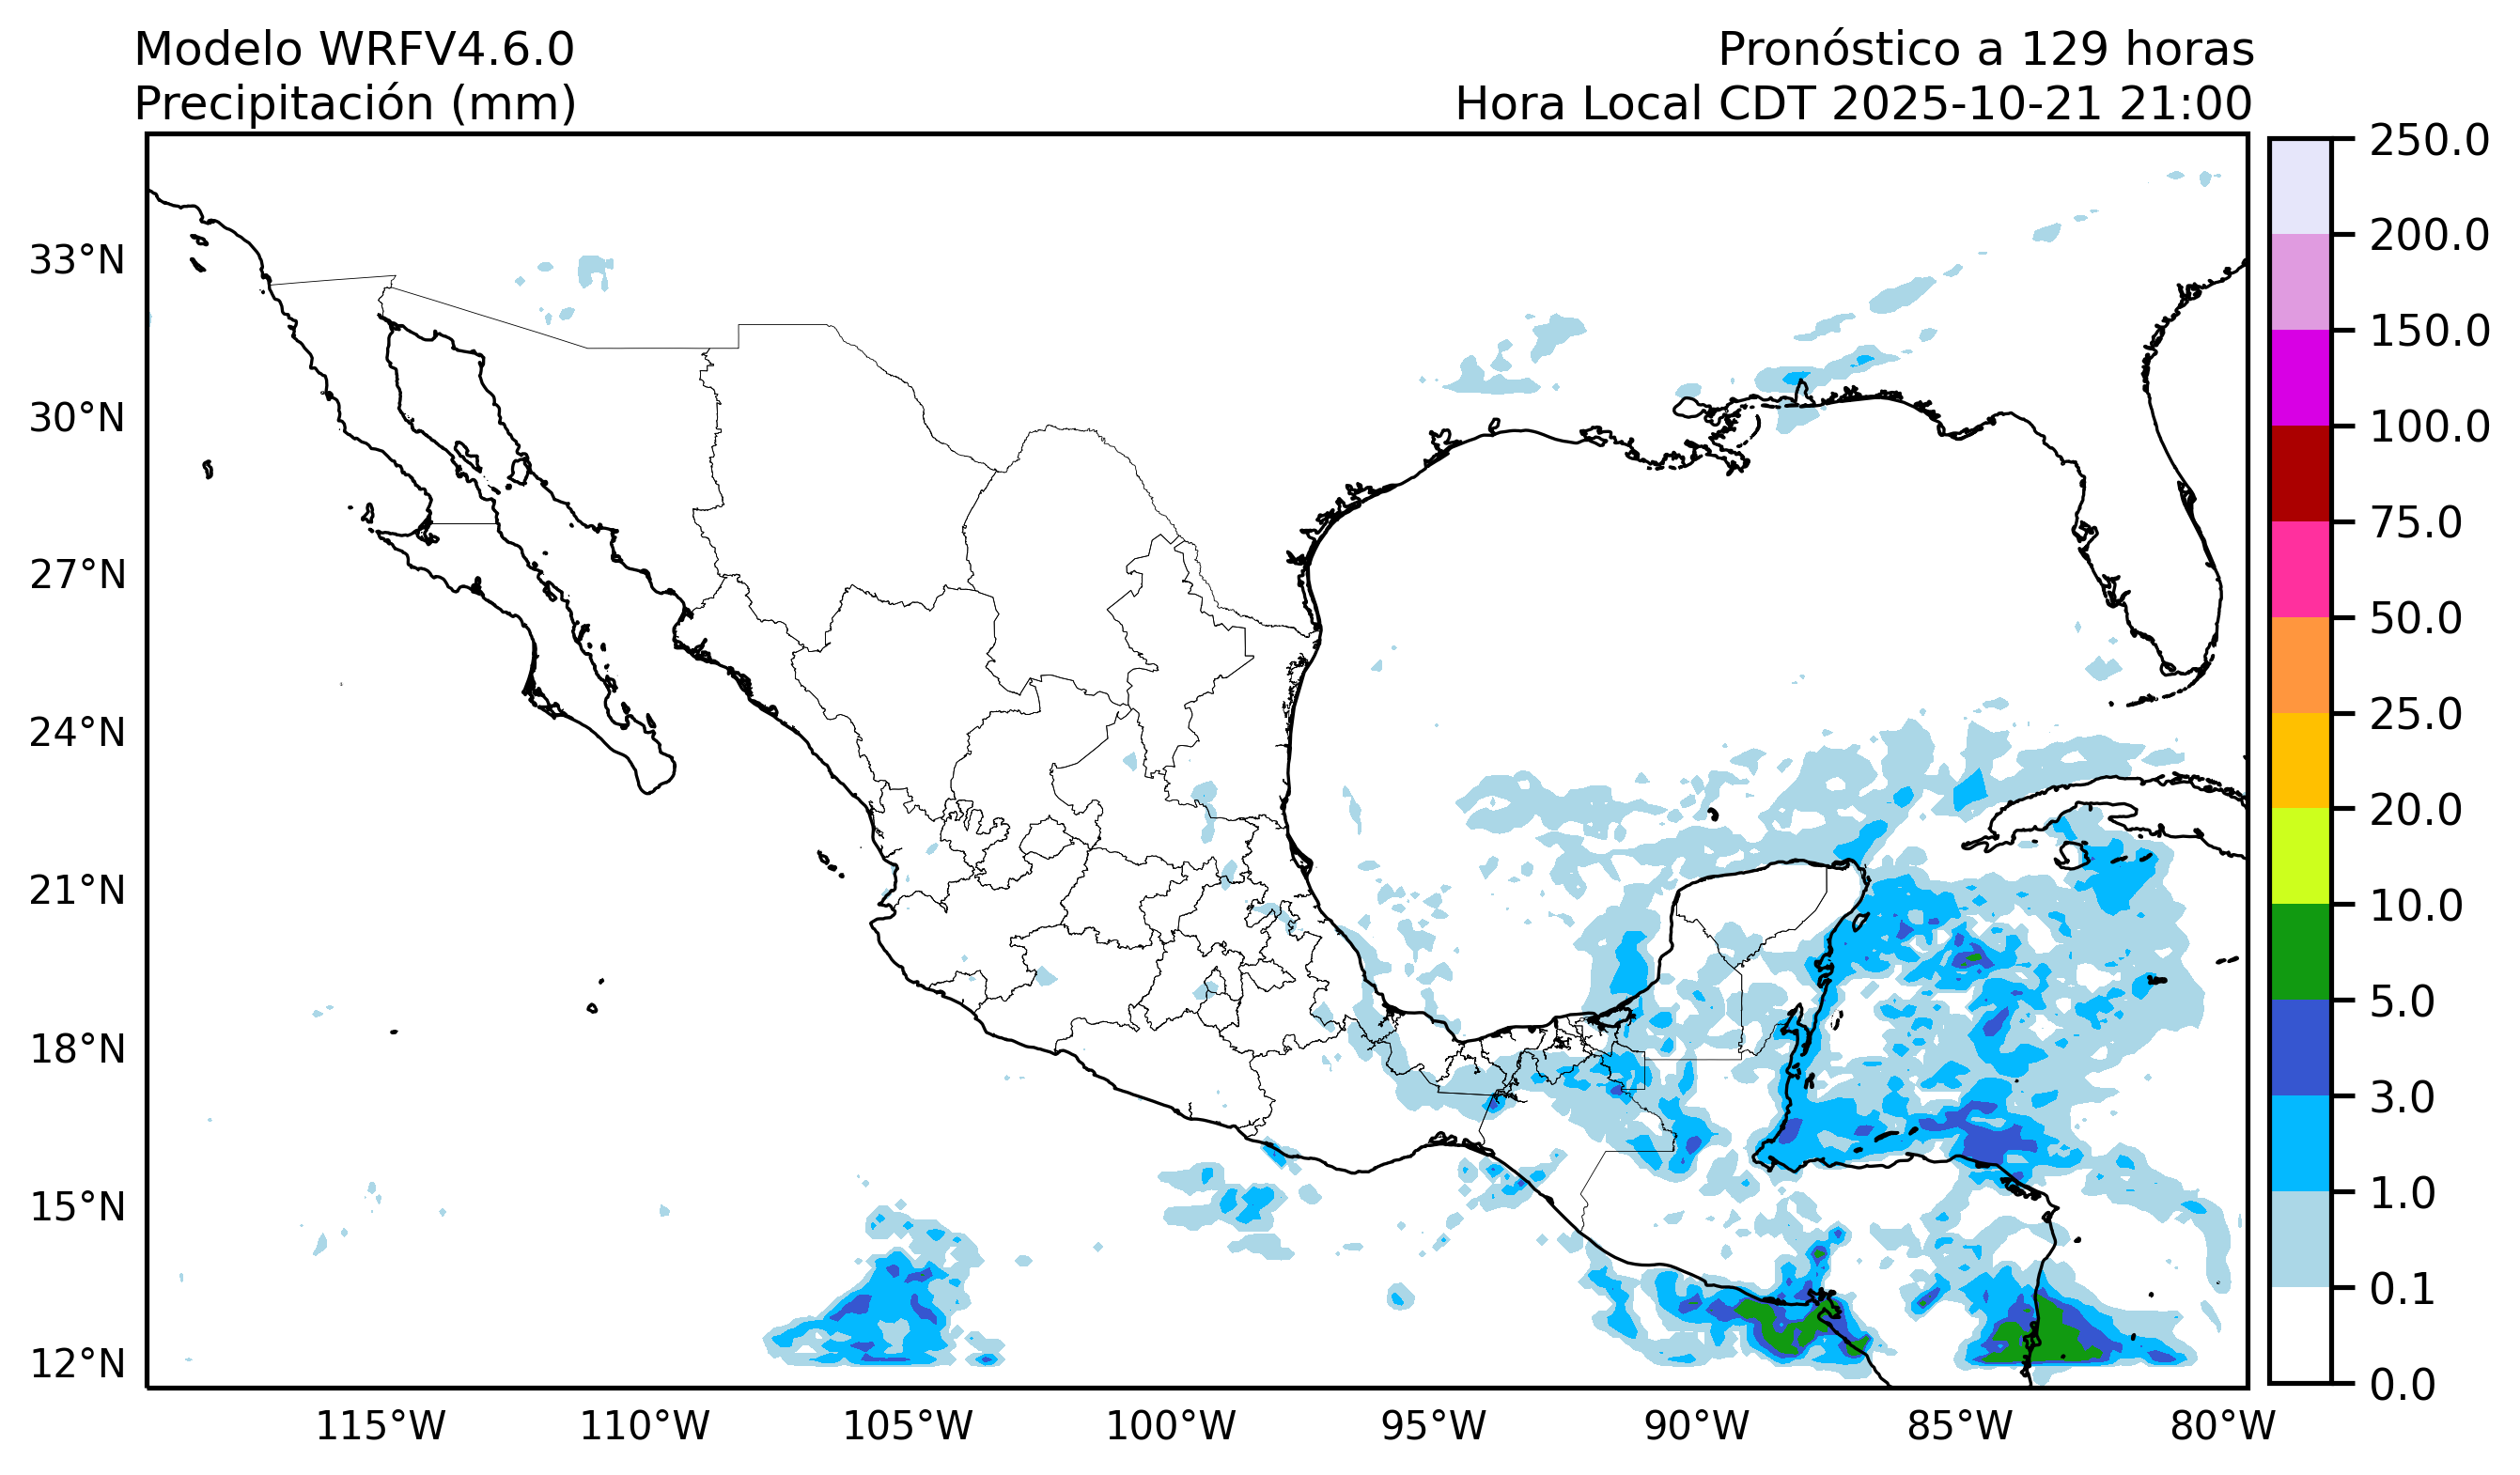 Modelo WRFV4.6.0
Precipitación (mm)
Pronóstico a 129 horas
Hora Local CDT 2025-10-21 21:00
33°N
30°N
27°N
24°N
21°N
18°N
15°N
12°N
115°W
110°W
105°W
100°W
95°W
90°W
85°W
80°W
250.0
200.0
150.0
100.0
75.0
50.0
25.0
20.0
10.0
5.0
3.0
1.0
0.1
0.0